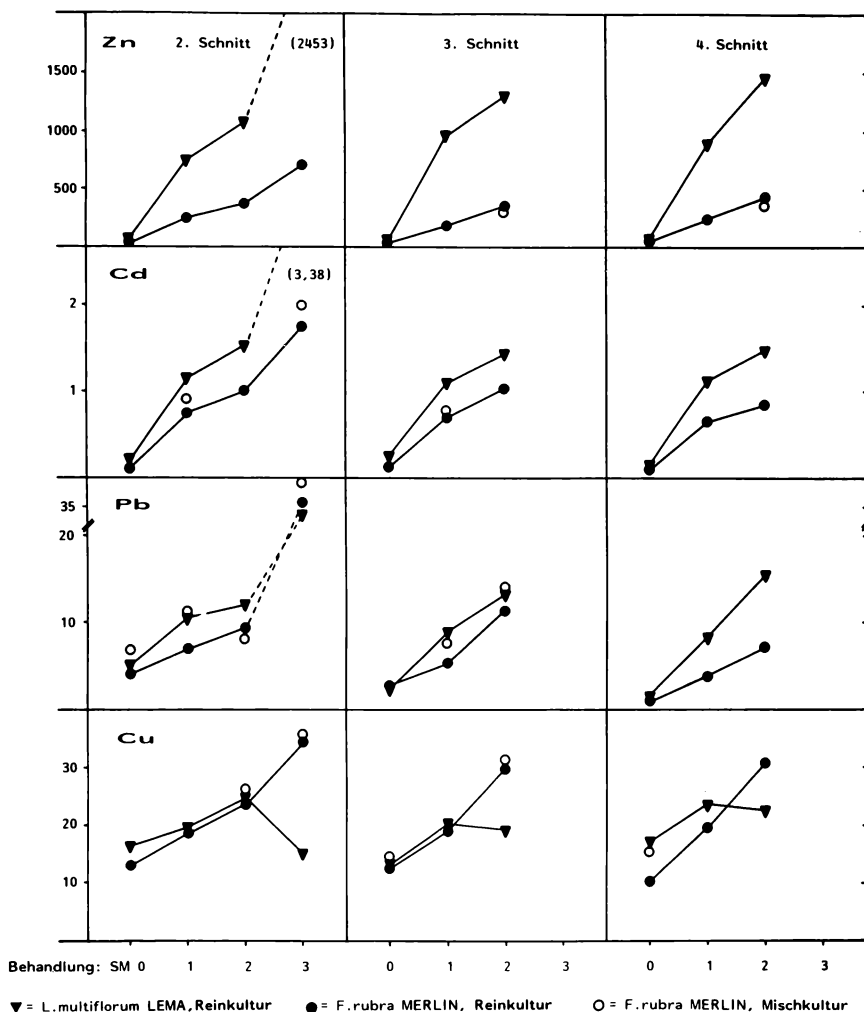 Zn 2. Schnitt (2453) 3. Schnitt 4. Schnitt
1500
1000
500
Cd (3,38)
2
1
Pb
35
20
10
Cu
30
20
10
Behandlung: SM 0 1 2 3 0 1 2 3 0 1 2 3
▼ = L.multiflorum LEMA, Reinkultur ● = F.rubra MERLIN, Reinkultur ○ = F.rubra MERLIN, Mischkultur